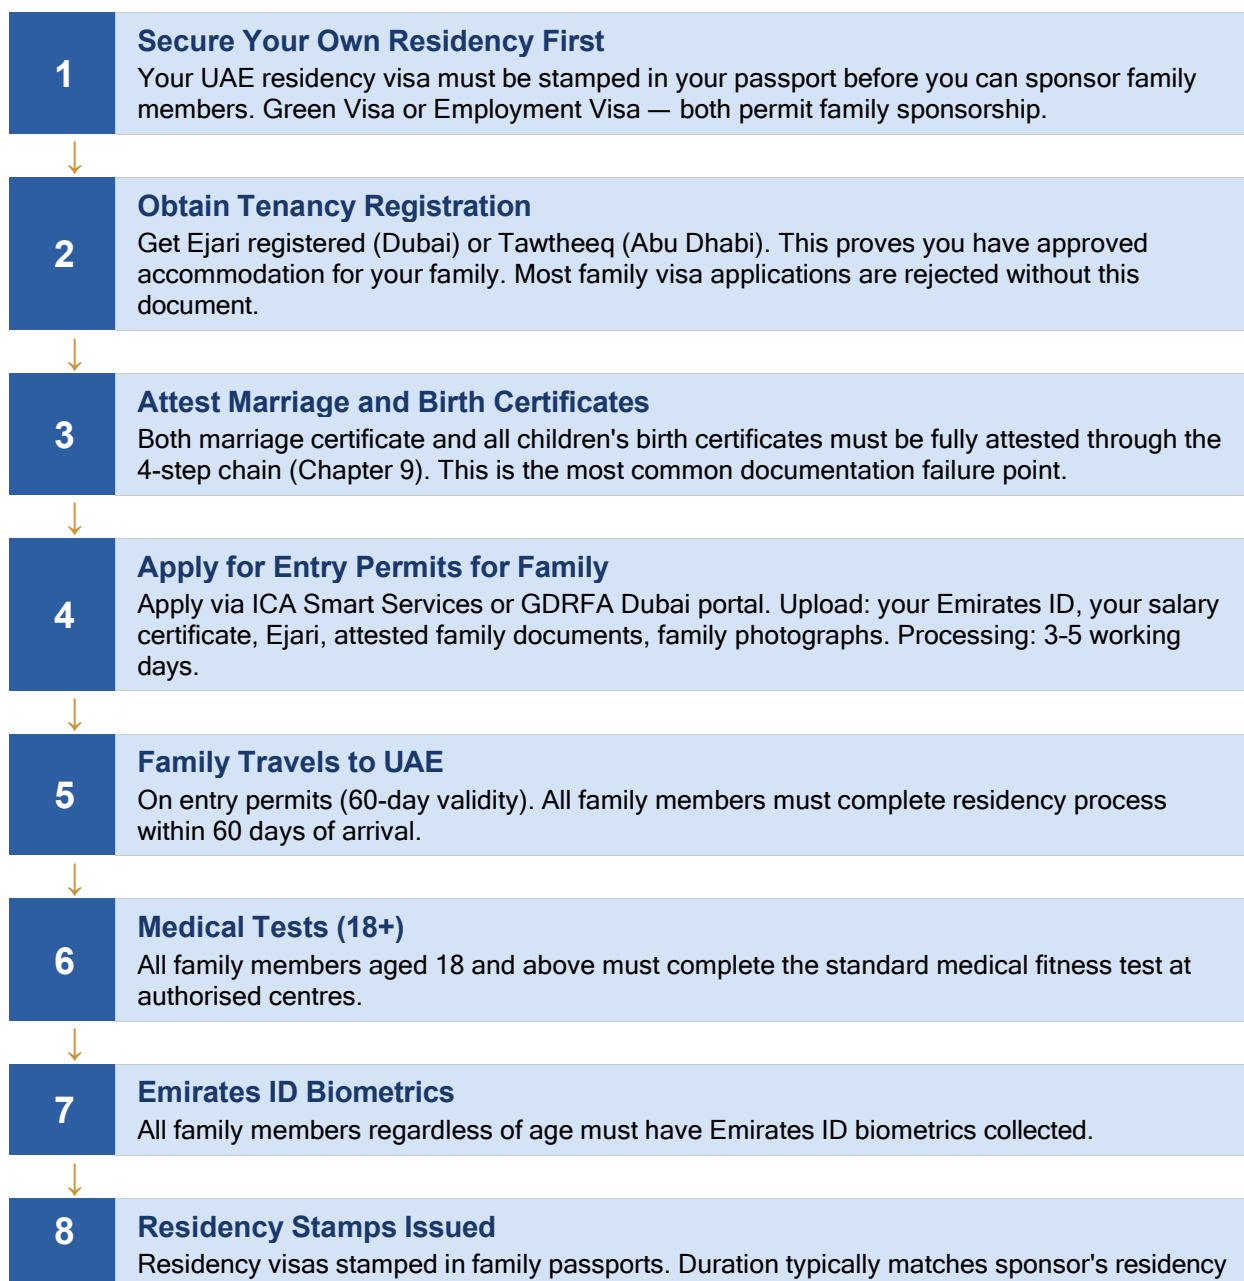 1
Secure Your Own Residency First
Your UAE residency visa must be stamped in your passport before you can sponsor family
members. Green Visa or Employment Visa — both permit family sponsorship.
↓
2
Obtain Tenancy Registration
Get Ejari registered (Dubai) or Tawtheeq (Abu Dhabi). This proves you have approved
accommodation for your family. Most family visa applications are rejected without this
document.
↓
3
Attest Marriage and Birth Certificates
Both marriage certificate and all children's birth certificates must be fully attested through the
4-step chain (Chapter 9). This is the most common documentation failure point.
↓
4
Apply for Entry Permits for Family
Apply via ICA Smart Services or GDRFA Dubai portal. Upload: your Emirates ID, your salary
certificate, Ejari, attested family documents, family photographs. Processing: 3-5 working
days.
↓
5
Family Travels to UAE
On entry permits (60-day validity). All family members must complete residency process
within 60 days of arrival.
↓
6
Medical Tests (18+)
All family members aged 18 and above must complete the standard medical fitness test at
authorised centres.
↓
7
Emirates ID Biometrics
All family members regardless of age must have Emirates ID biometrics collected.
↓
8
Residency Stamps Issued
Residency visas stamped in family passports. Duration typically matches sponsor's residency